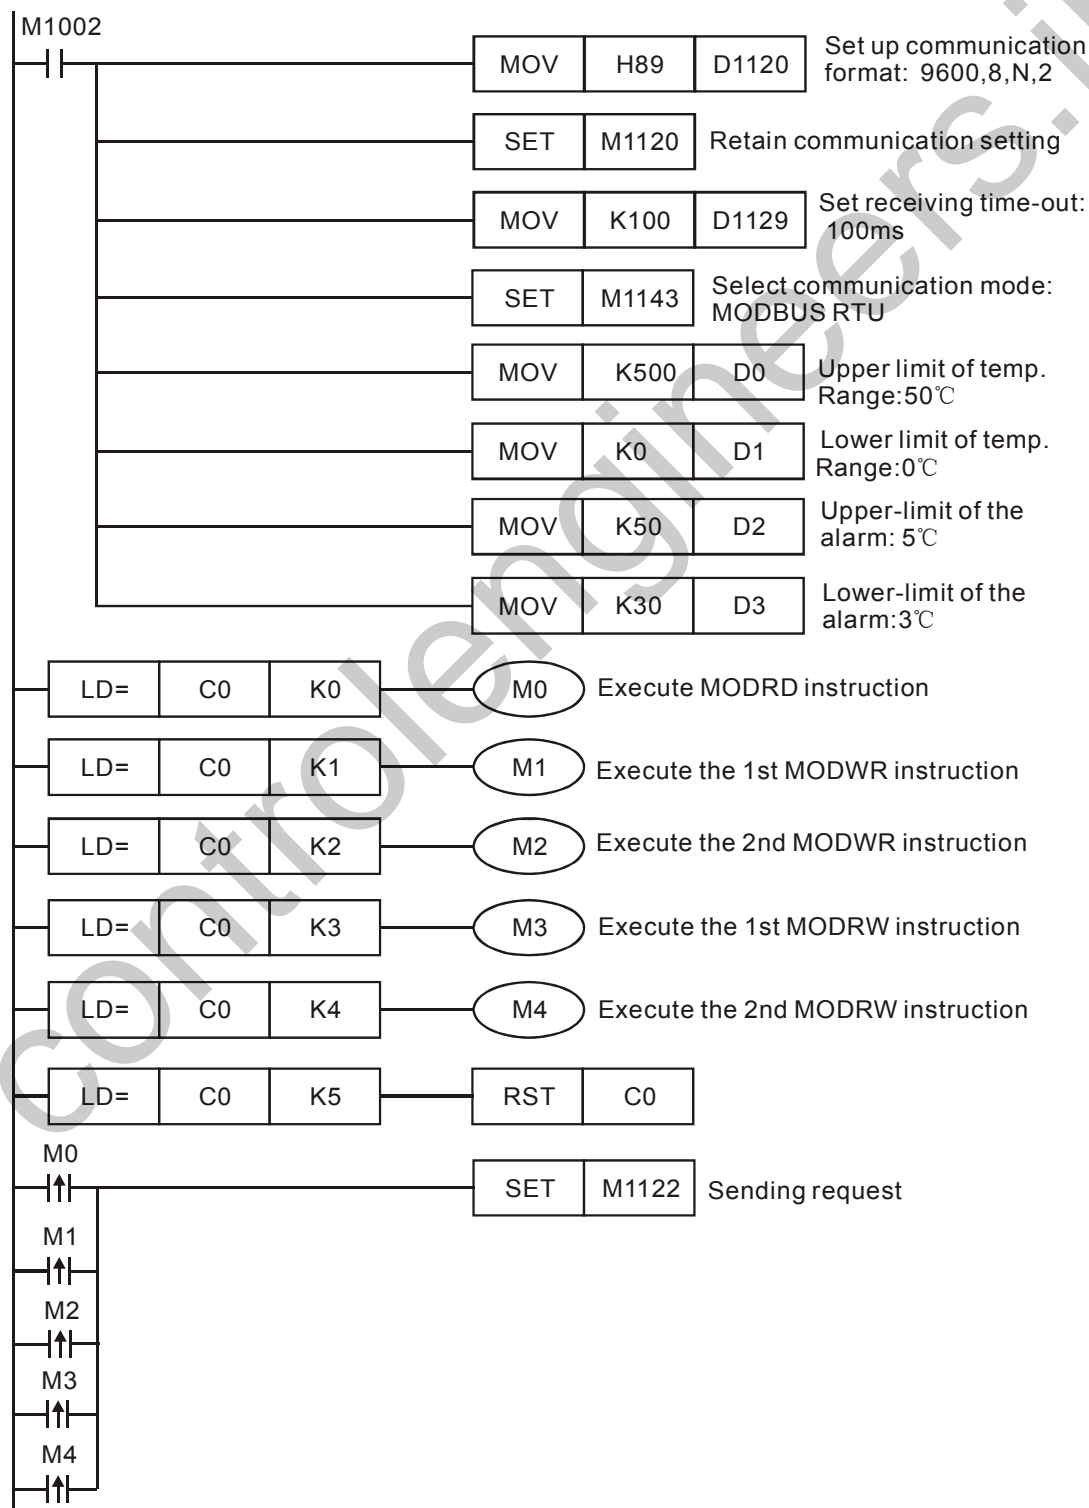 M1002
MOV H89 D1120 Set up communication
format: 9600,8,N,2
SET M1120 Retain communication setting
MOV K100 D1129 Set receiving time-out:
100ms
SET M1143 Select communication mode:
MODBUS RTU
MOV K500 D0 Upper limit of temp.
Range:50℃
MOV K0 D1 Lower limit of temp.
Range:0℃
MOV K50 D2 Upper-limit of the
alarm: 5℃
MOV K30 D3 Lower-limit of the
alarm:3℃
LD= C0 K0 M0 Execute MODRD instruction
LD= C0 K1 M1 Execute the 1st MODWR instruction
LD= C0 K2 M2 Execute the 2nd MODWR instruction
LD= C0 K3 M3 Execute the 1st MODRW instruction
LD= C0 K4 M4 Execute the 2nd MODRW instruction
LD= C0 K5 RST C0
M0
SET M1122 Sending request
M1
M2
M3
M4
controlengineers.i